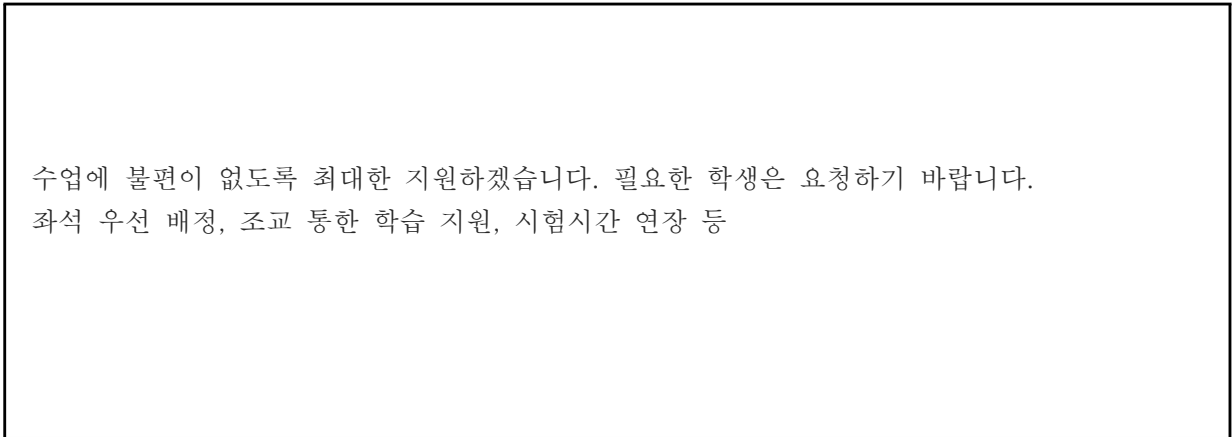 수업에 불편이 없도록 최대한 지원하겠습니다. 필요한 학생은 요청하기 바랍니다.
좌석 우선 배정, 조교 통한 학습 지원, 시험시간 연장 등